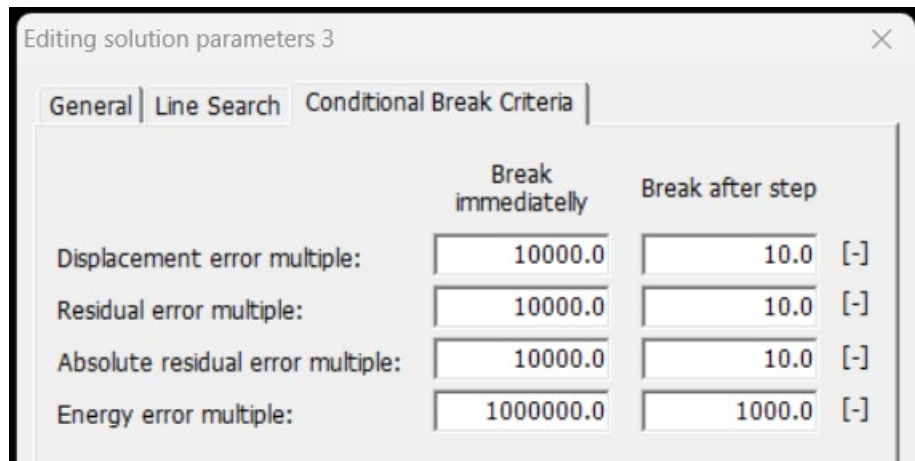 Editing solution parameters 3
General Line Search Conditional Break Criteria
Break immediatelly Break after step
Displacement error multiple: 10000.0 10.0 [-]
Residual error multiple: 10000.0 10.0 [-]
Absolute residual error multiple: 10000.0 10.0 [-]
Energy error multiple: 1000000.0 1000.0 [-]